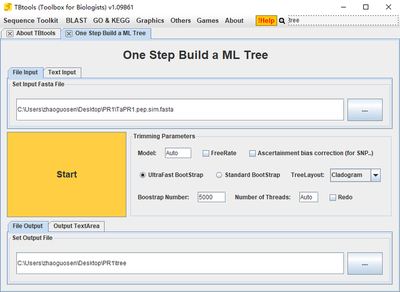 TBtools (Toolbox for Biologists) v1.09861
Sequence Toolkit BLAST GO & KEGG Graphics Others Games About !Help tree
About TBtools One Step Build a ML Tree
One Step Build a ML Tree
File Input Text Input
Set Input Fasta File
C:\Users\zhaoguosen\Desktop\PR1\TaPR1.pep.sim.fasta ...
Start
Trimming Parameters
Model: Auto FreeRate Ascertainment bias correction (for SNP..)
UltraFast BootStrap Standard BootStrap TreeLayout: Cladogram
Boostrap Number: 5000 Number of Threads: Auto Redo
File Output Output TextArea
Set Output File
C:\Users\zhaoguosen\Desktop\PR1\tree ...